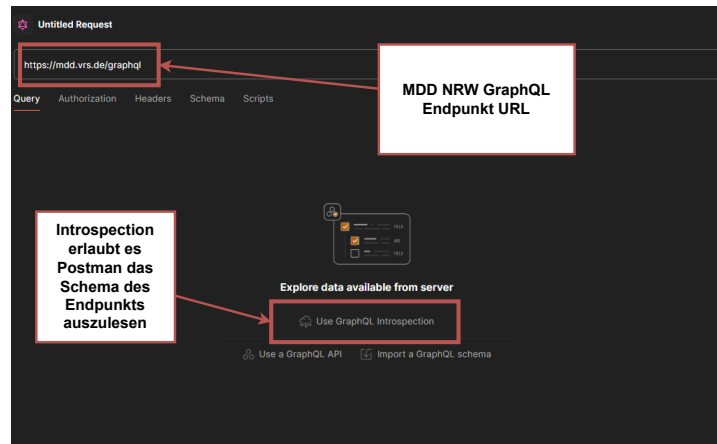 Untitled Request
https://mdd.vrs.de/graphql
MDD NRW GraphQL
Endpunkt URL
Query Authorization Headers Schema Scripts
Introspection
erlaubt es
Postman das
Schema des
Endpunkts
auszulesen
Explore data available from server
Use GraphQL Introspection
Use a GraphQL API Import a GraphQL schema